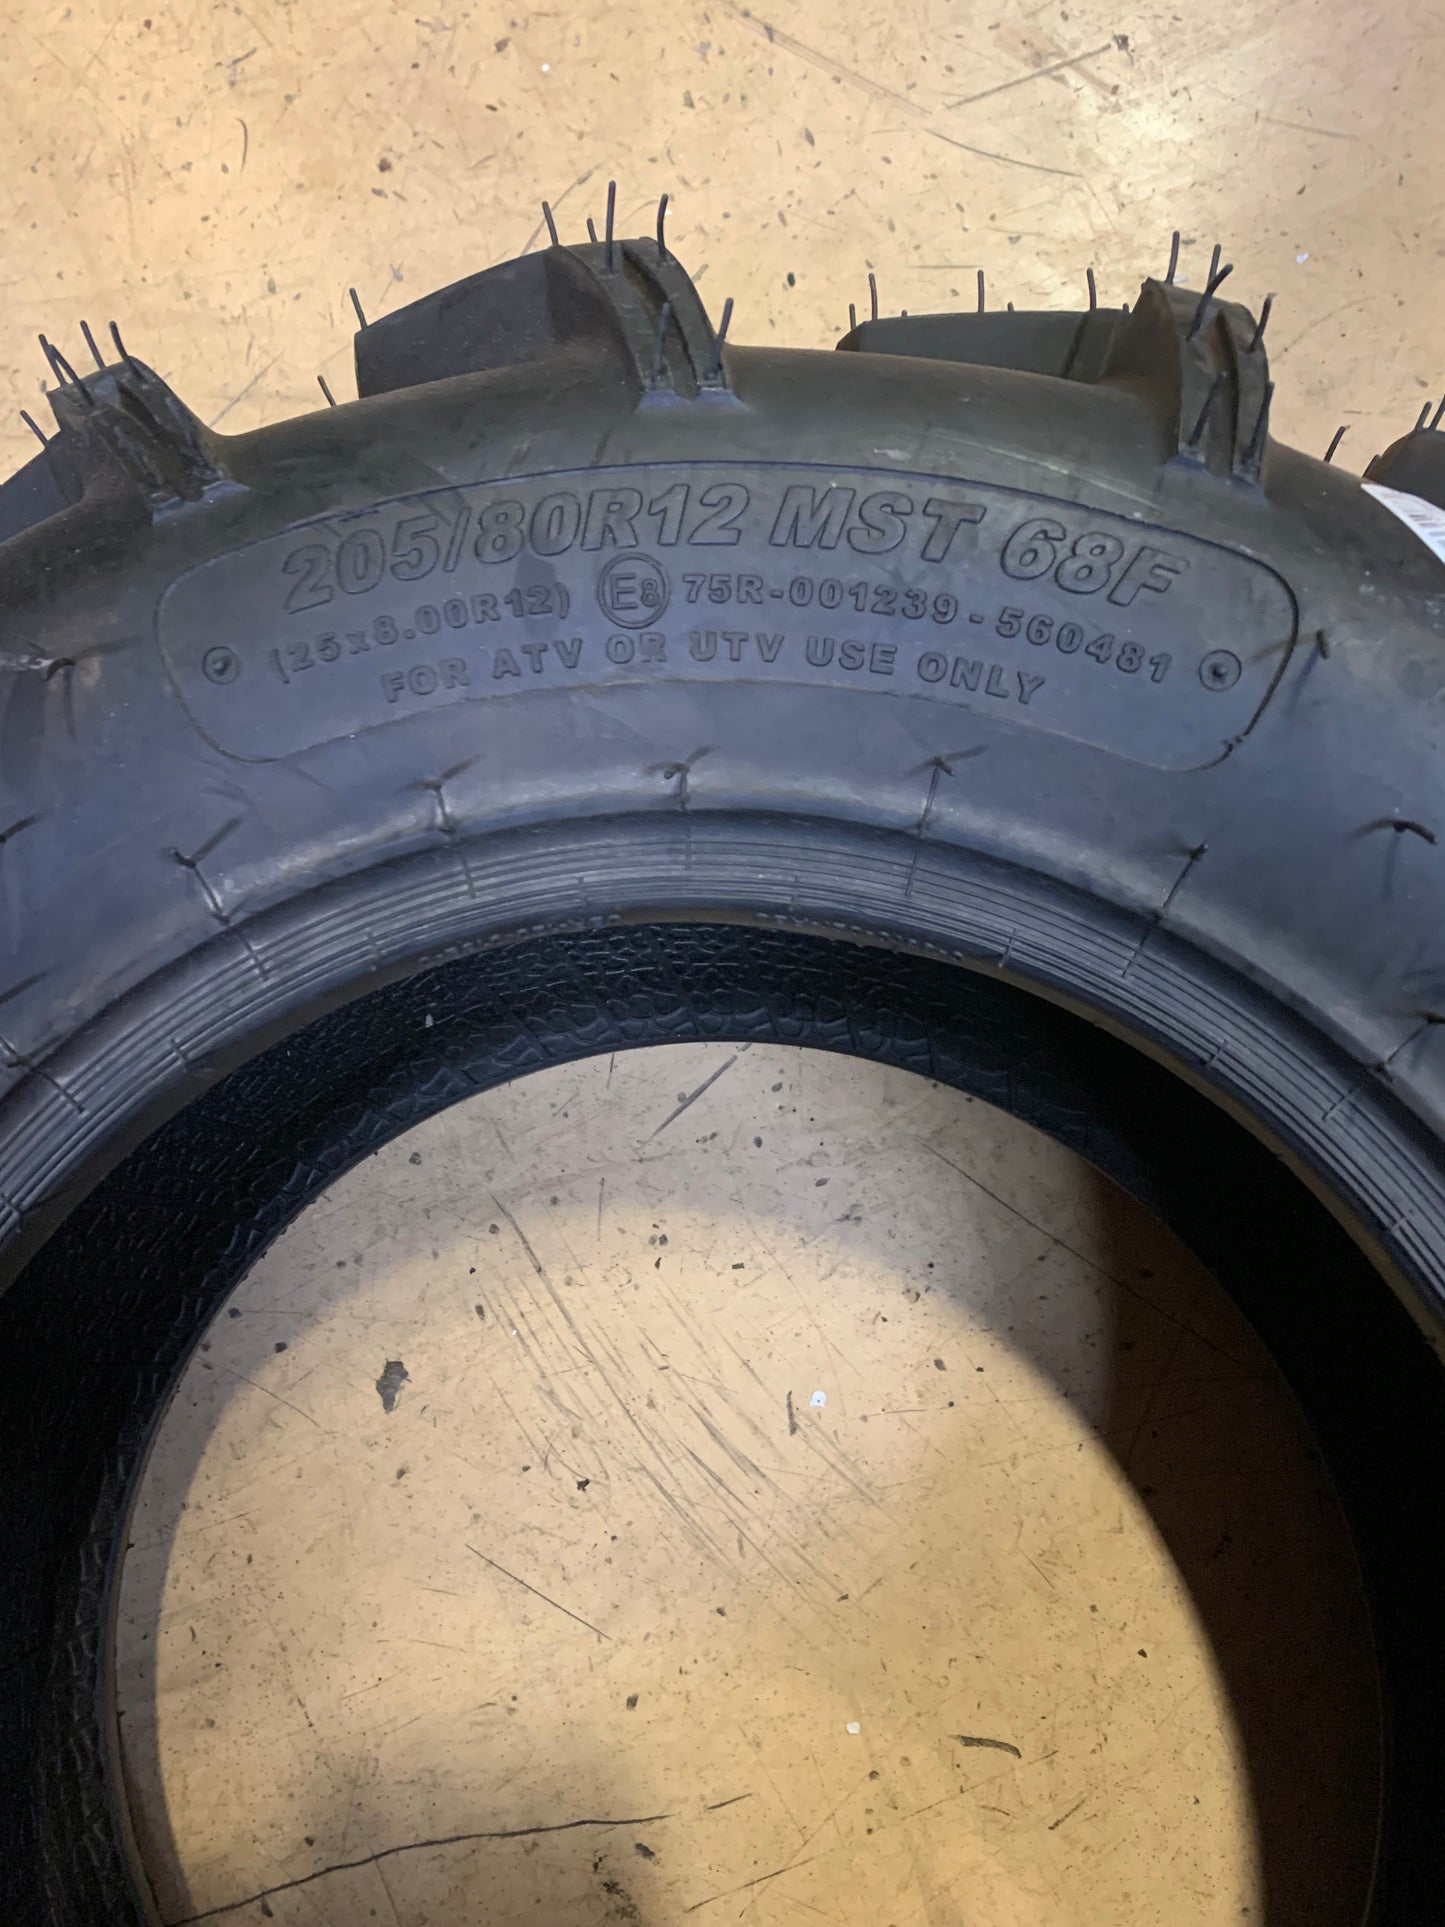 205/80R12 MST 68F
(25x8.00R12) E8 75R-001239-560481
FOR ATV OR UTV USE ONLY